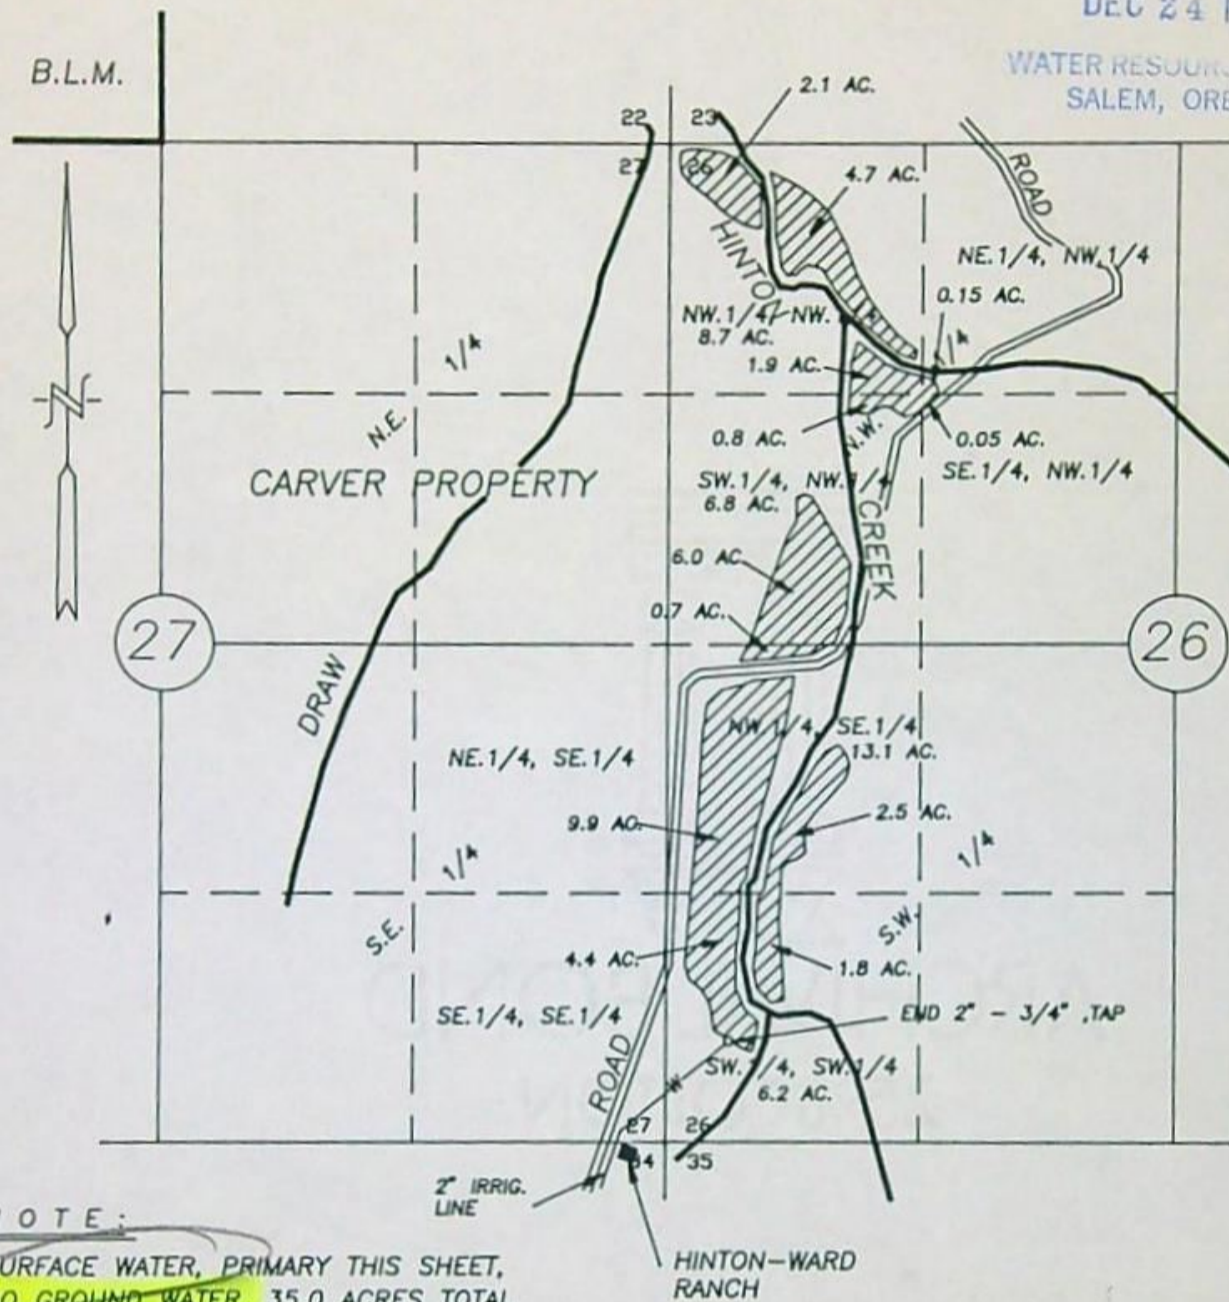 DEC 24
B.L.M.
WATER
SALEM,
2.1 AC.
22
23
27
26
4.7 AC.
ROAD
HINTO
NE.1/4, NW.1/4
0.15 AC.
NW.1/4, NW.
1/4
8.7 AC.
1/4
1.9 AC.
N.E.
0.8 AC.
N.W.
0.05 AC.
SE.1/4, NW.1/4
CARVER PROPERTY
SW.1/4, NW.1/4
6.8 AC.
CREEK
6.0 AC.
0.7 AC.
27
26
DRAW
NW.1/4, SE.1/4
13.1 AC.
NE.1/4, SE.1/4
9.9 AC.
2.5 AC.
1/4
1/4
S.E.
S.W.
4.4 AC.
1.8 AC.
SE.1/4, SE.1/4
END 2" - 3/4" ,TAP
ROAD
SW.1/4, SW.1/4
6.2 AC.
W
27
26
34
35
2" IRRIG.
LINE
OTE:
URFACE WATER, PRIMARY THIS SHEET,
HINTON-WARD
RANCH
O GROUND WATER, 35.0 ACRES TOTAL